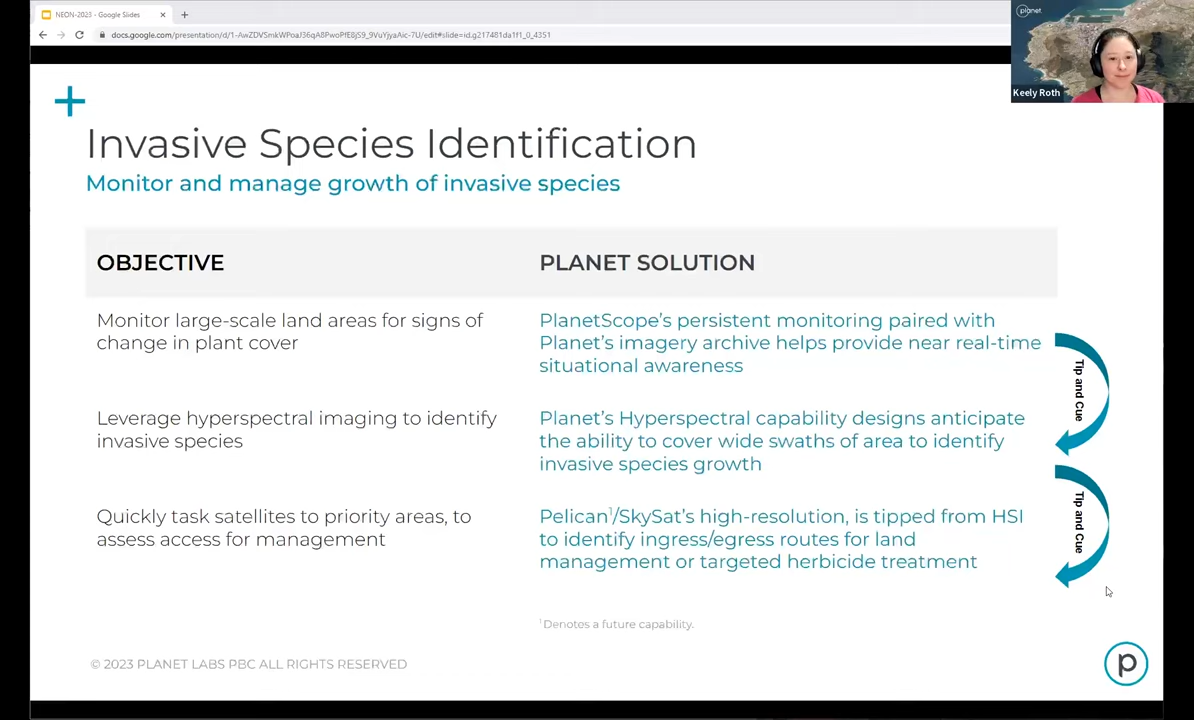 NEON-2023 - Google Slides
docs.google.com/presentation/d/1-AwZDVSmkWPoaJ36qA8PwoPfE8jS9_9VuYjyaAic-7U/edit#slide=id.g217481da1f1_0_4351
planet.
Keely Roth
Invasive Species Identification
Monitor and manage growth of invasive species
OBJECTIVE
PLANET SOLUTION
Monitor large-scale land areas for signs of
change in plant cover
PlanetScope’s persistent monitoring paired with
Planet’s imagery archive helps provide near real-time
situational awareness
Tip and Cue
Leverage hyperspectral imaging to identify
invasive species
Planet’s Hyperspectral capability designs anticipate
the ability to cover wide swaths of area to identify
invasive species growth
Tip and Cue
Quickly task satellites to priority areas, to
assess access for management
Pelican¹/SkySat’s high-resolution, is tipped from HSI
to identify ingress/egress routes for land
management or targeted herbicide treatment
¹Denotes a future capability.
© 2023 PLANET LABS PBC ALL RIGHTS RESERVED
p